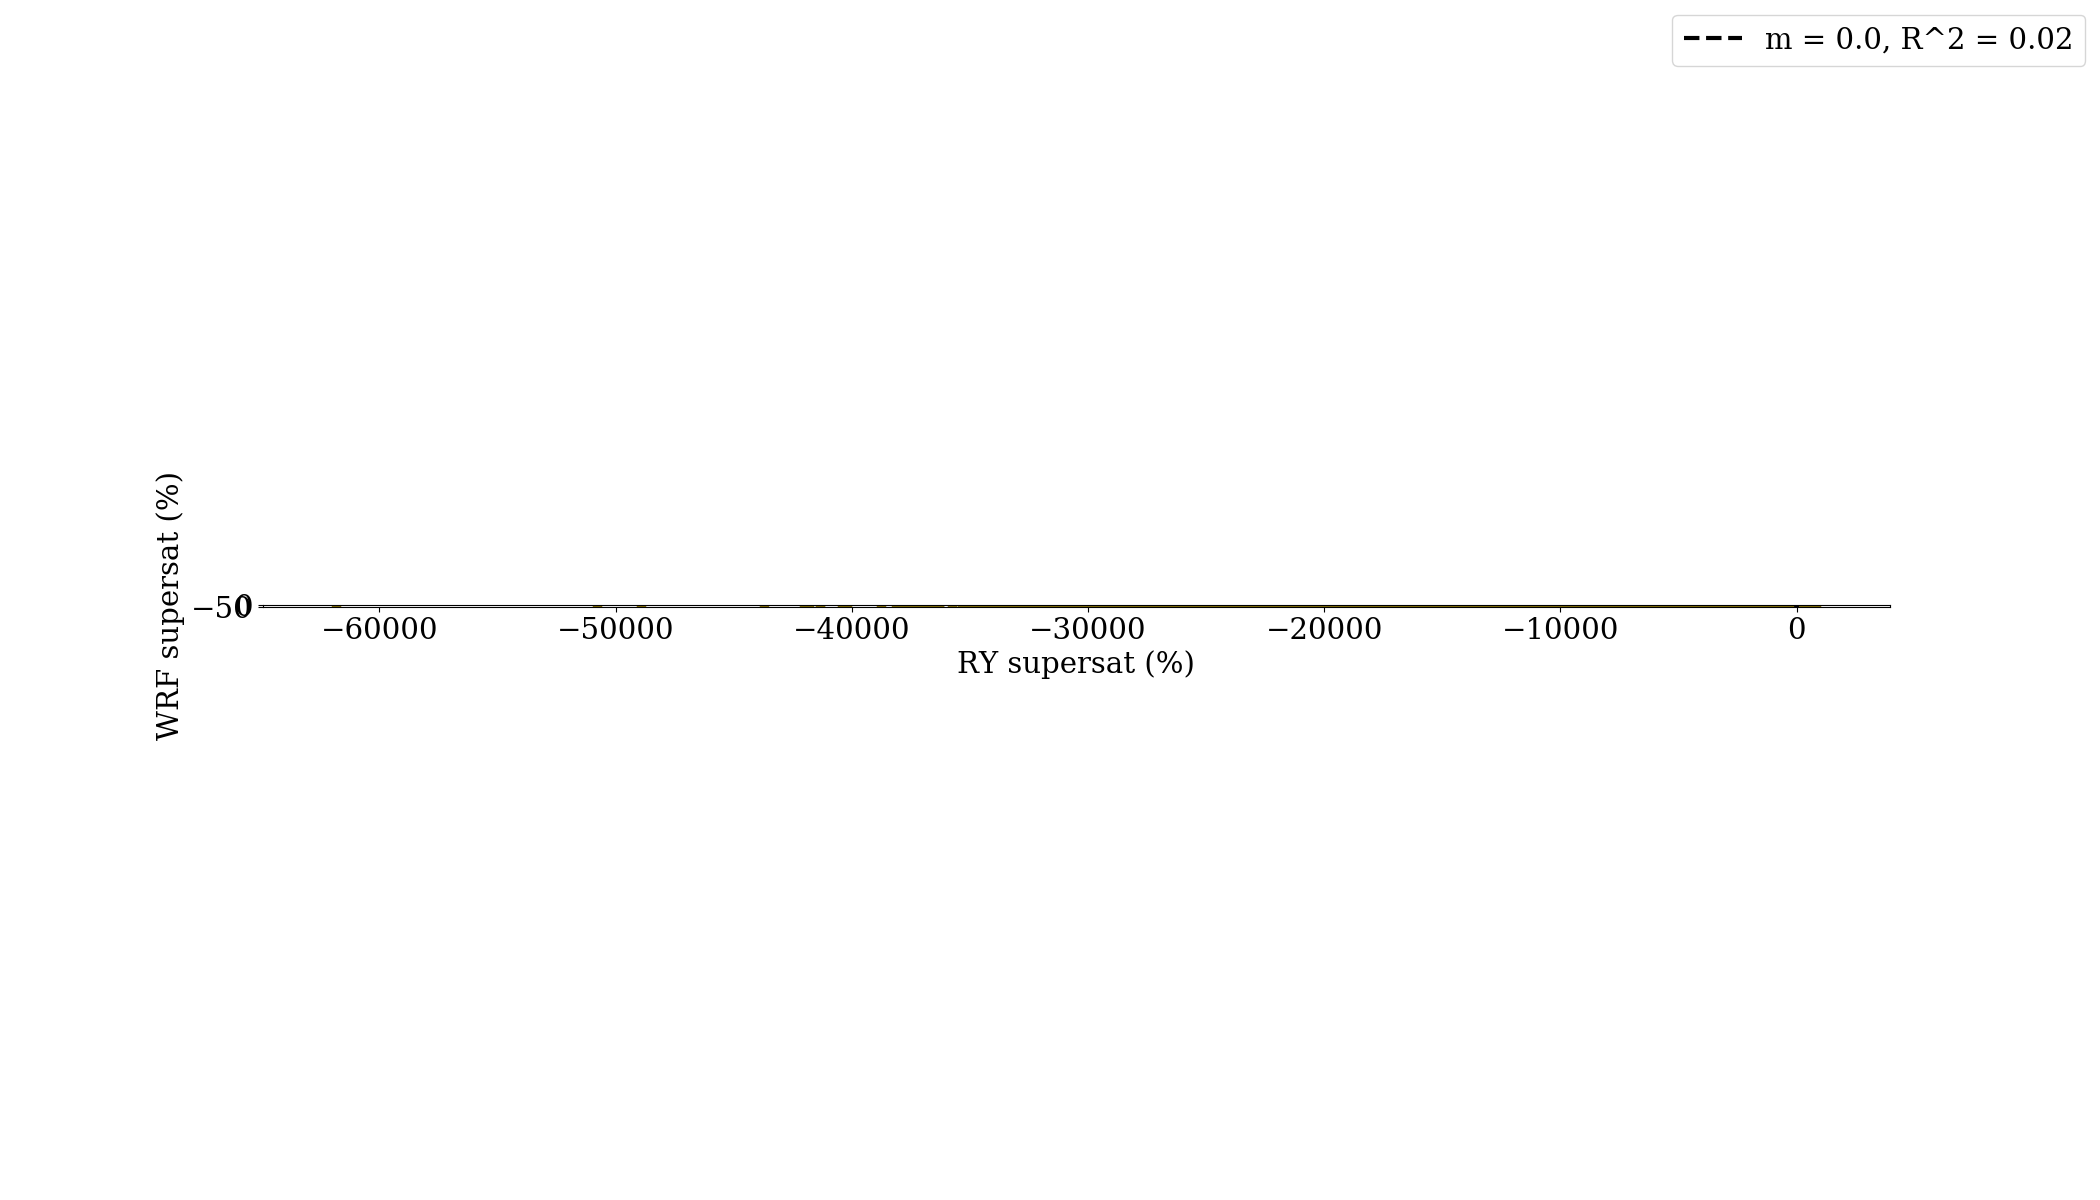 m = 0.0, R^2 = 0.02
WRF supersat (%)
0
−50
−60000 −50000 −40000 −30000 −20000 −10000 0
RY supersat (%)